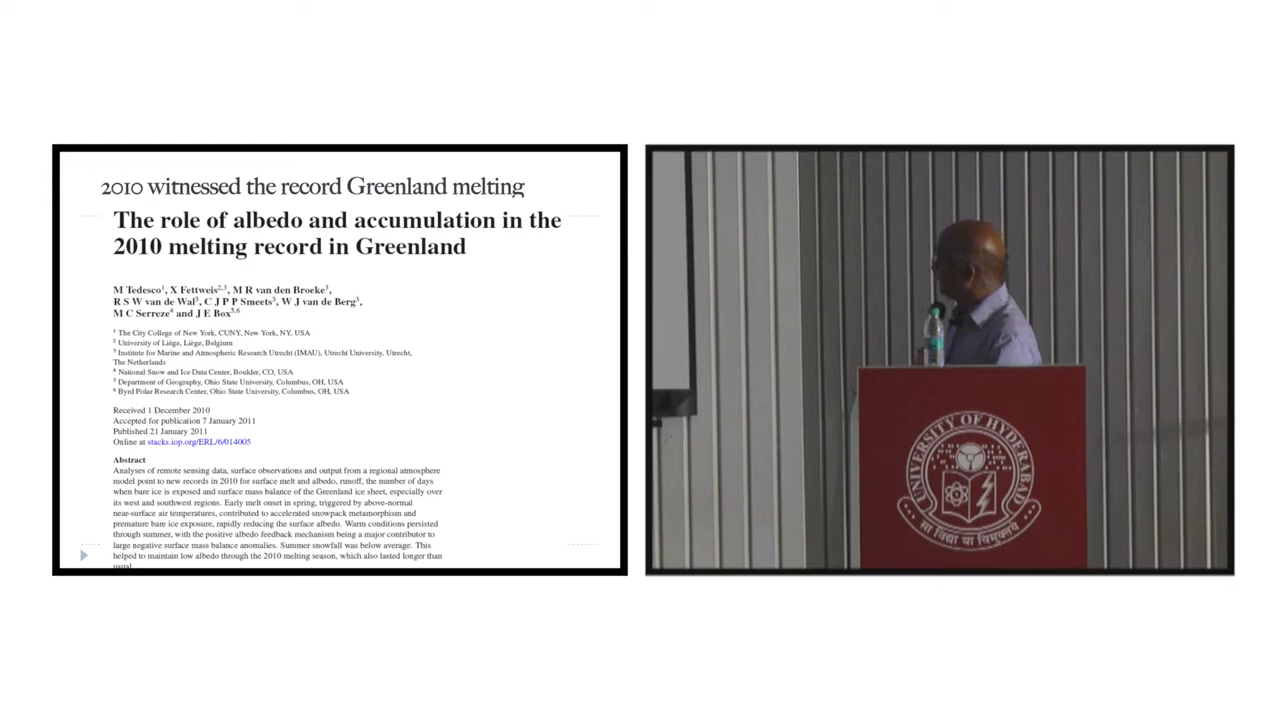 2010 witnessed the record Greenland melting
The role of albedo and accumulation in the
2010 melting record in Greenland
M Tedesco1, X Fettweis2,3, M R van den Broeke3,
R S W van de Wal3, C J P P Smeets3, W J van de Berg3,
M C Serreze4 and J E Box5,6
1 The City College of New York, CUNY, New York, NY, USA
2 University of Liège, Liège, Belgium
3 Institute for Marine and Atmospheric Research Utrecht (IMAU), Utrecht University, Utrecht,
The Netherlands
4 National Snow and Ice Data Center, Boulder, CO, USA
5 Department of Geography, Ohio State University, Columbus, OH, USA
6 Byrd Polar Research Center, Ohio State University, Columbus, OH, USA
Received 1 December 2010
Accepted for publication 7 January 2011
Published 21 January 2011
Online at stacks.iop.org/ERL/6/014005
Abstract
Analyses of remote sensing data, surface observations and output from a regional atmosphere
model point to new records in 2010 for surface melt and albedo, runoff, the number of days
when bare ice is exposed and surface mass balance of the Greenland ice sheet, especially over
its west and southwest regions. Early melt onset in spring, triggered by above-normal
near-surface air temperatures, contributed to accelerated snowpack metamorphism and
premature bare ice exposure, rapidly reducing the surface albedo. Warm conditions persisted
through summer, with the positive albedo feedback mechanism being a major contributor to
large negative surface mass balance anomalies. Summer snowfall was below average. This
helped to maintain low albedo through the 2010 melting season, which also lasted longer than
usual
UNIVERSITY OF HYDERABAD
सा विद्या या विमुक्तये